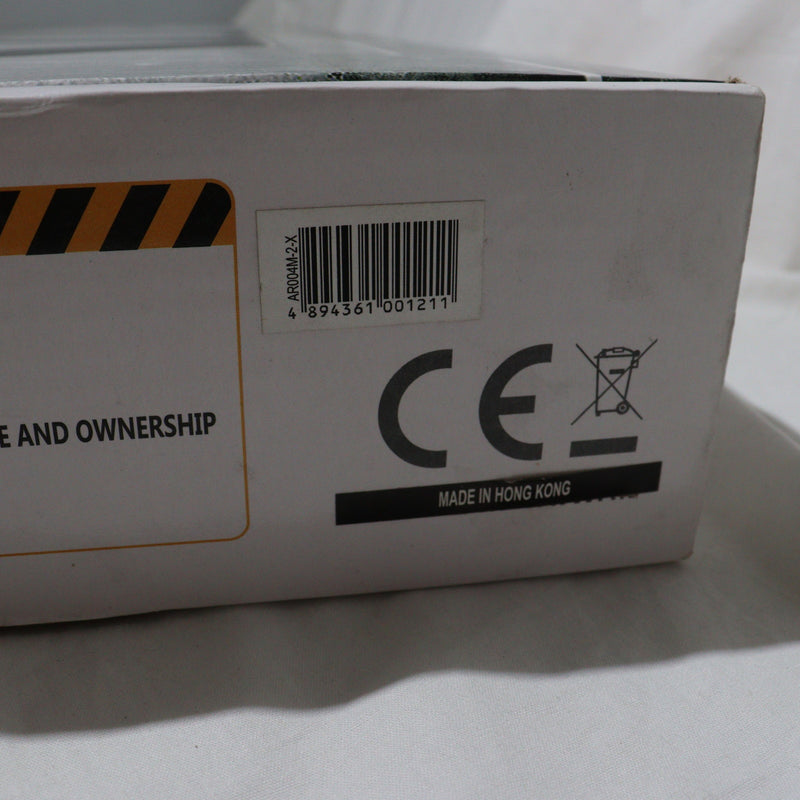 AR004M-2-X
4 894361 001211
E AND OWNERSHIP
CE
MADE IN HONG KONG